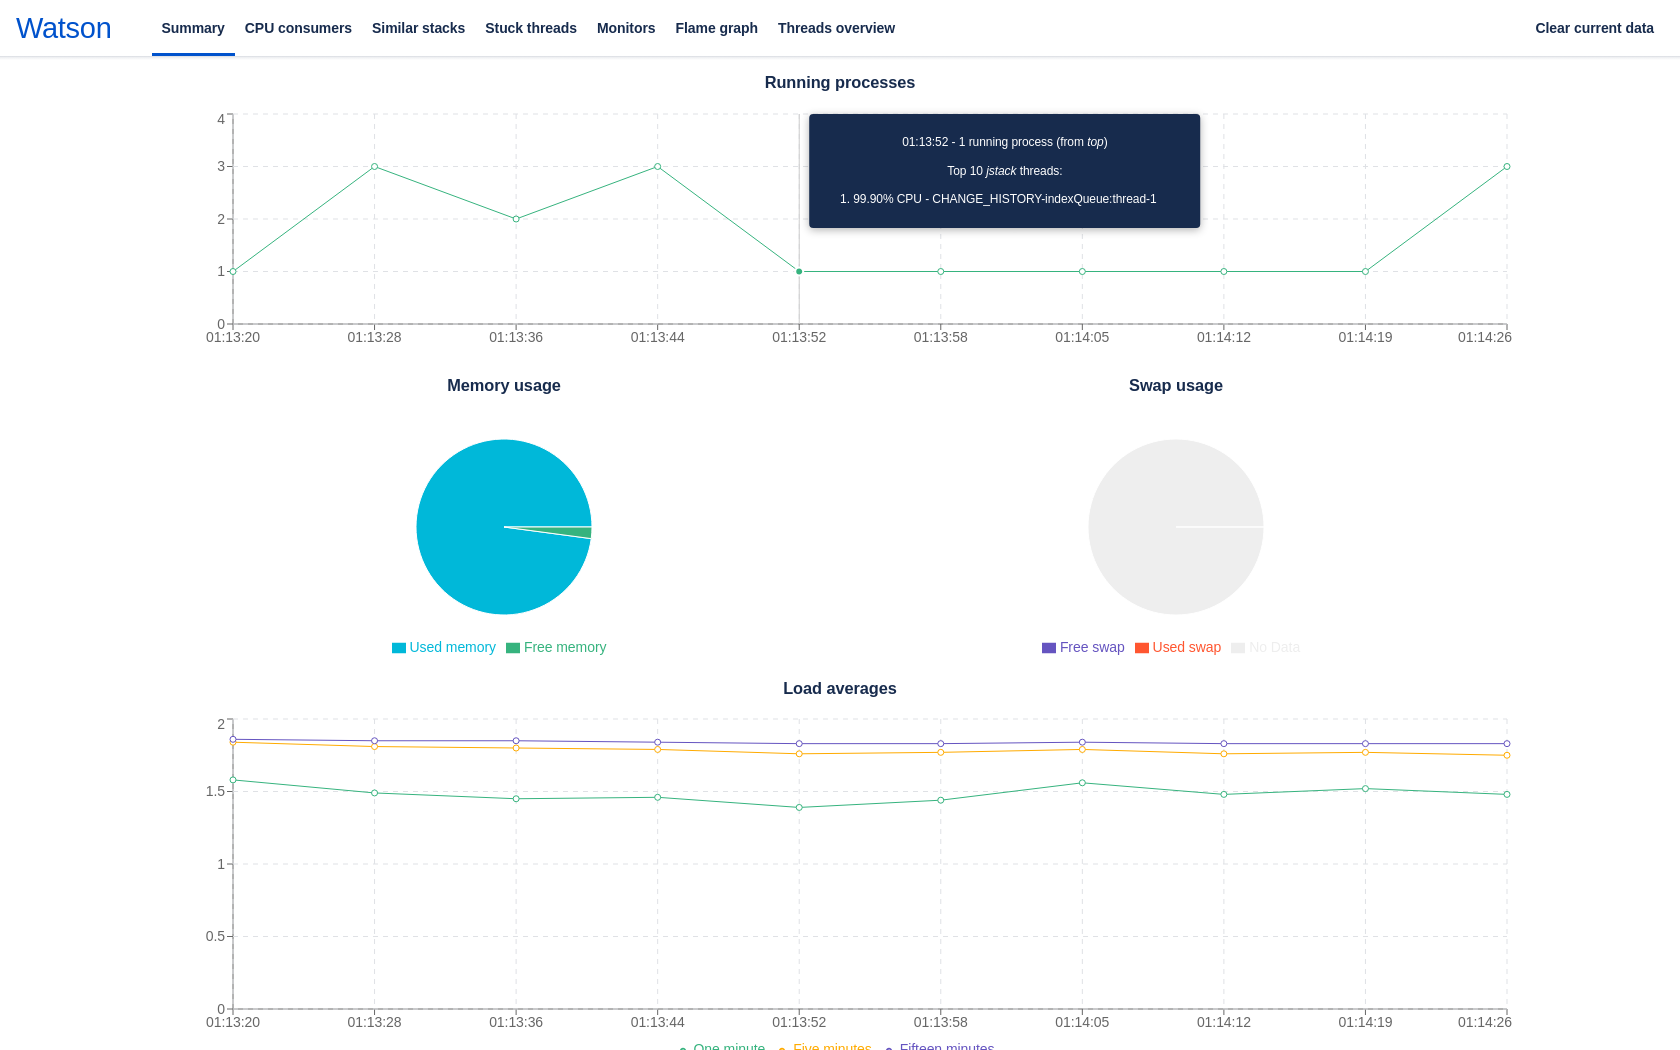 Watson
Summary CPU consumers Similar stacks Stuck threads Monitors Flame graph Threads overview Clear current data
Running processes
4
3
2
1
0
01:13:52 - 1 running process (from top)
Top 10 jstack threads:
1. 99.90% CPU - CHANGE_HISTORY-indexQueue:thread-1
01:13:20 01:13:28 01:13:36 01:13:44 01:13:52 01:13:58 01:14:05 01:14:12 01:14:19 01:14:26
Memory usage
Used memory Free memory
Swap usage
Free swap Used swap No Data
Load averages
2
1.5
1
0.5
0
01:13:20 01:13:28 01:13:36 01:13:44 01:13:52 01:13:58 01:14:05 01:14:12 01:14:19 01:14:26
One minute Five minutes Fifteen minutes